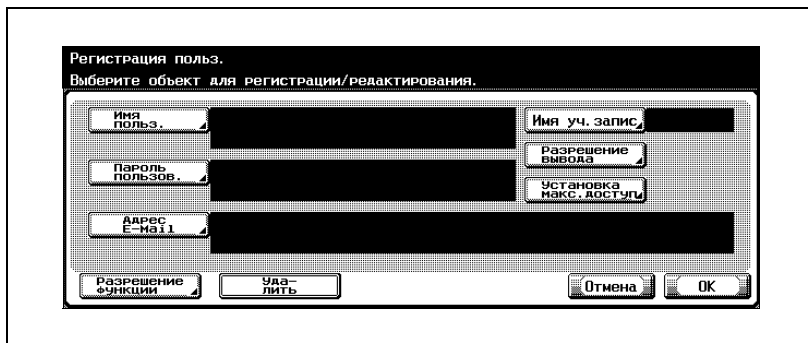 Регистрация польз.
Выберите объект для регистрации/редактирования.
Имя
польз.
Имя уч.запис.
Разрешение
вывода
Пароль
пользов.
Установка
макс.доступ.
Адрес
E-Mail
Разрешение
функции
Уда-
лить
Отмена
OK